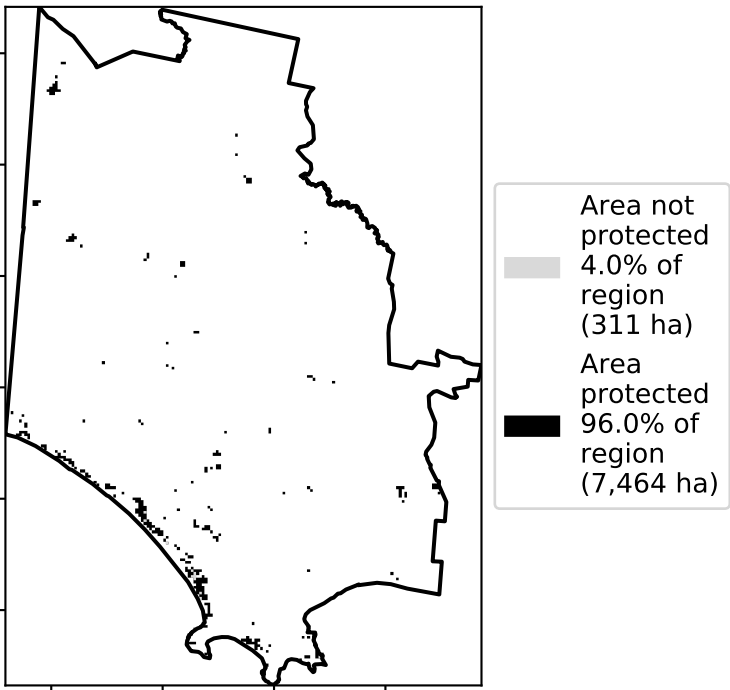 Area not
protected
4.0% of
region
(311 ha)
Area
protected
96.0% of
region
(7,464 ha)